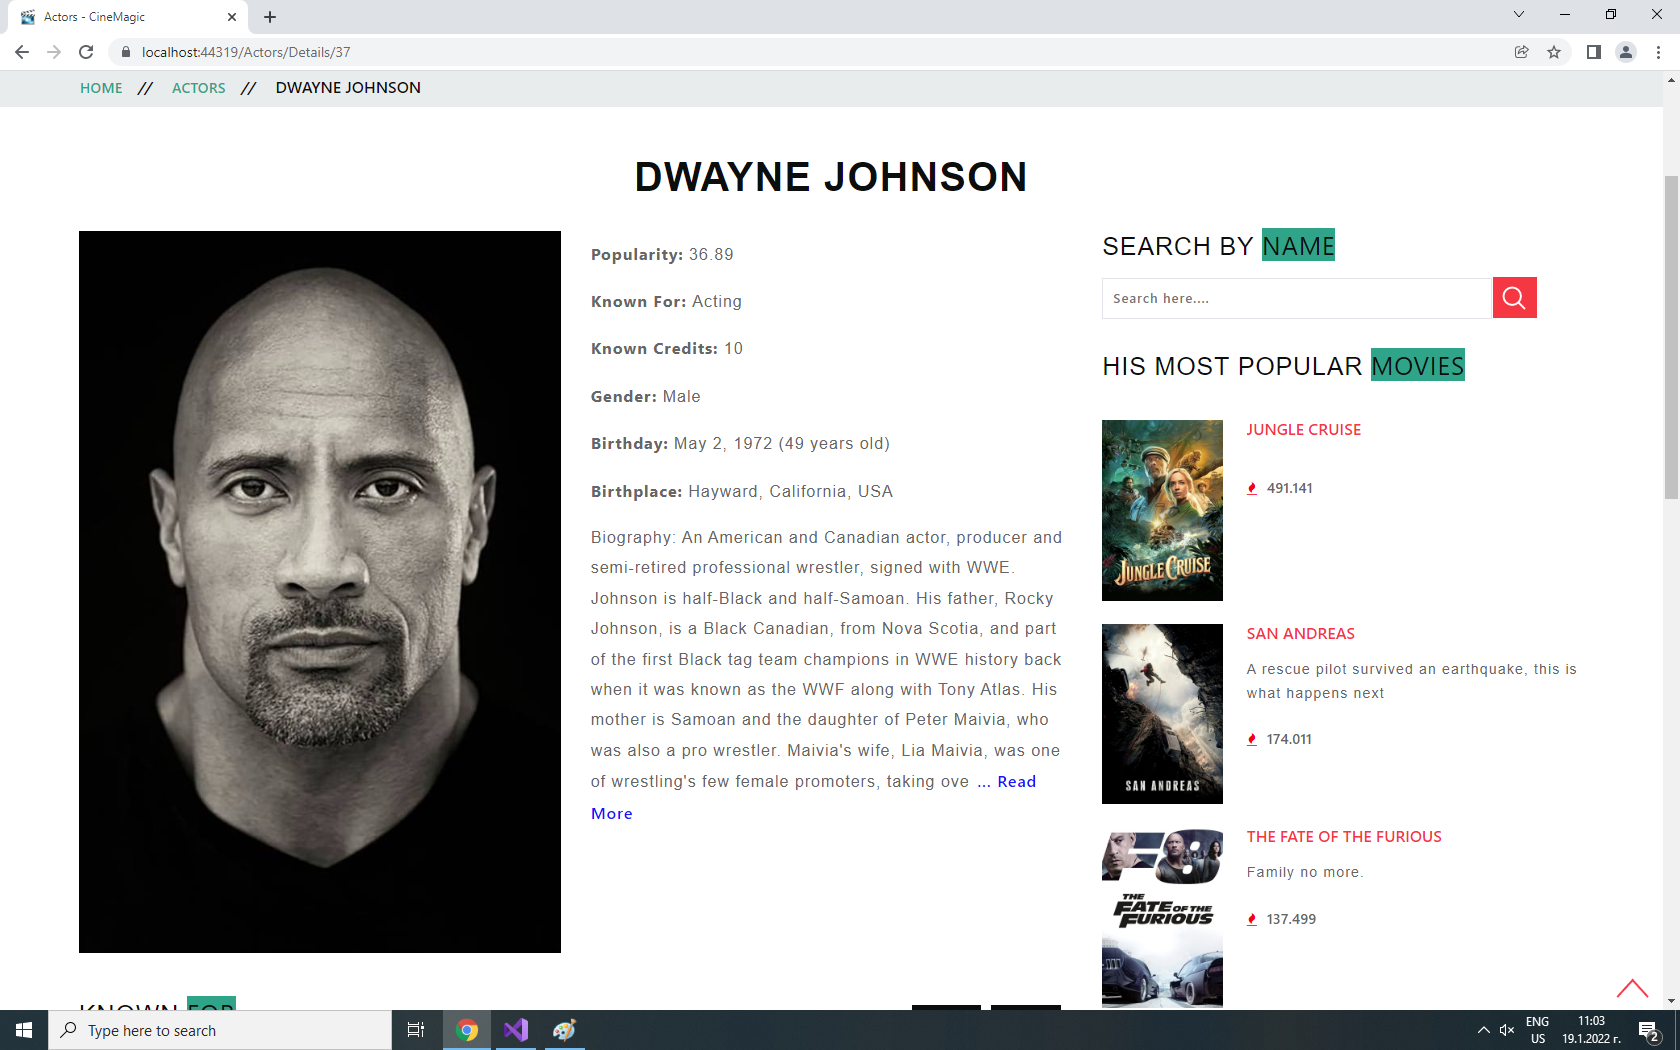 Actors - CineMagic
localhost:44319/Actors/Details/37
HOME // ACTORS // DWAYNE JOHNSON
DWAYNE JOHNSON
Popularity: 36.89
Known For: Acting
Known Credits: 10
Gender: Male
Birthday: May 2, 1972 (49 years old)
Birthplace: Hayward, California, USA
Biography: An American and Canadian actor, producer and
semi-retired professional wrestler, signed with WWE.
Johnson is half-Black and half-Samoan. His father, Rocky
Johnson, is a Black Canadian, from Nova Scotia, and part
of the first Black tag team champions in WWE history back
when it was known as the WWF along with Tony Atlas. His
mother is Samoan and the daughter of Peter Maivia, who
was also a pro wrestler. Maivia's wife, Lia Maivia, was one
of wrestling's few female promoters, taking ove ... Read
More
SEARCH BY NAME
Search here....
HIS MOST POPULAR MOVIES
JUNGLE CRUISE
JUNGLE CRUISE
491.141
SAN ANDREAS
SAN ANDREAS
A rescue pilot survived an earthquake, this is
what happens next
174.011
F8
THE
FATE OF THE
FURIOUS
THE FATE OF THE FURIOUS
Family no more.
137.499
KNOWN FOR
Type here to search
ENG
US
11:03
19.1.2022 г.
2